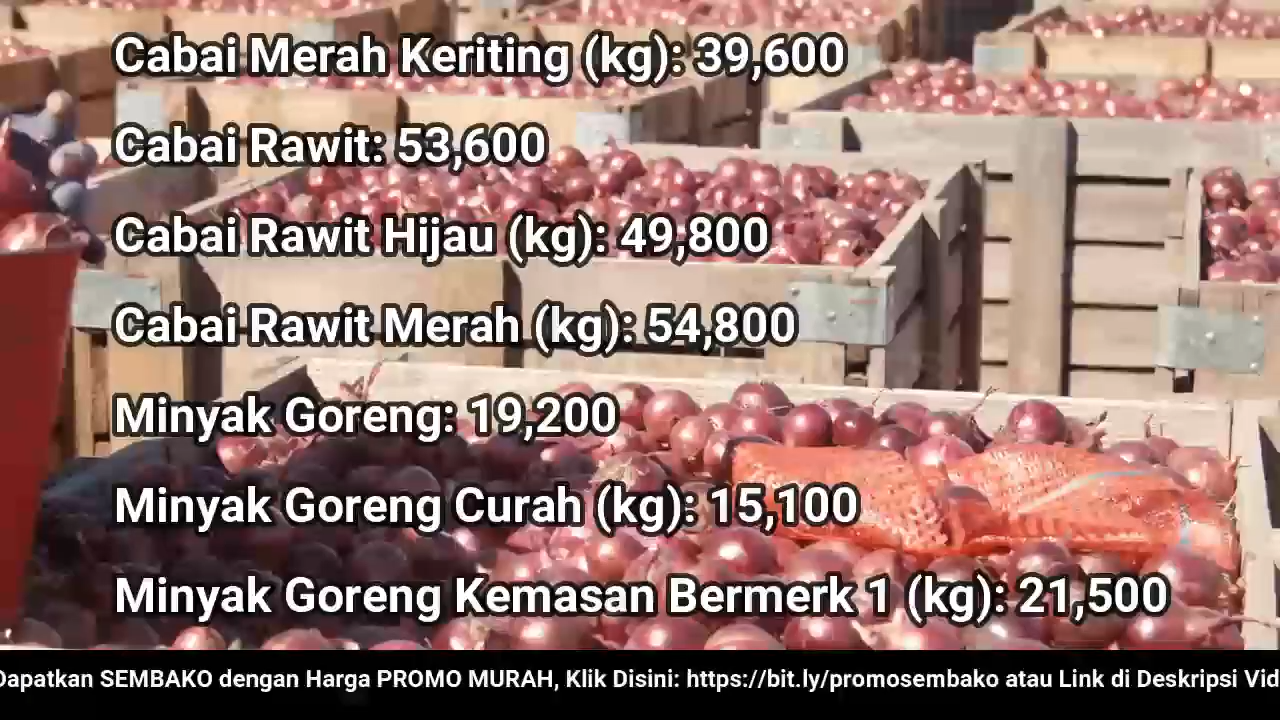 Cabai Merah Keriting (kg): 39,600
Cabai Rawit: 53,600
Cabai Rawit Hijau (kg): 49,800
Cabai Rawit Merah (kg): 54,800
Minyak Goreng: 19,200
Minyak Goreng Curah (kg): 15,100
Minyak Goreng Kemasan Bermerk 1 (kg): 21,500
Dapatkan SEMBAKO dengan Harga PROMO MURAH, Klik Disini: https://bit.ly/promosembako atau Link di Deskripsi Vid